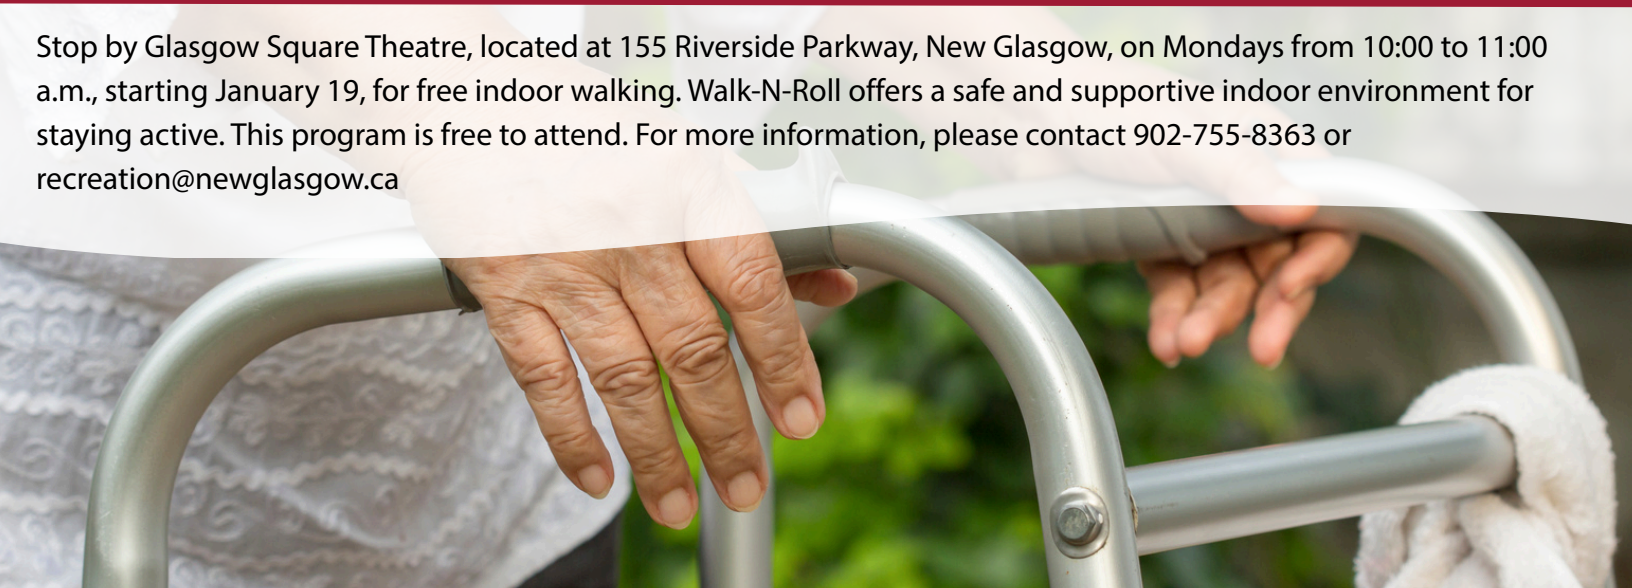 Stop by Glasgow Square Theatre, located at 155 Riverside Parkway, New Glasgow, on Mondays from 10:00 to 11:00
a.m., starting January 19, for free indoor walking. Walk-N-Roll offers a safe and supportive indoor environment for
staying active. This program is free to attend. For more information, please contact 902-755-8363 or
recreation@newglasgow.ca